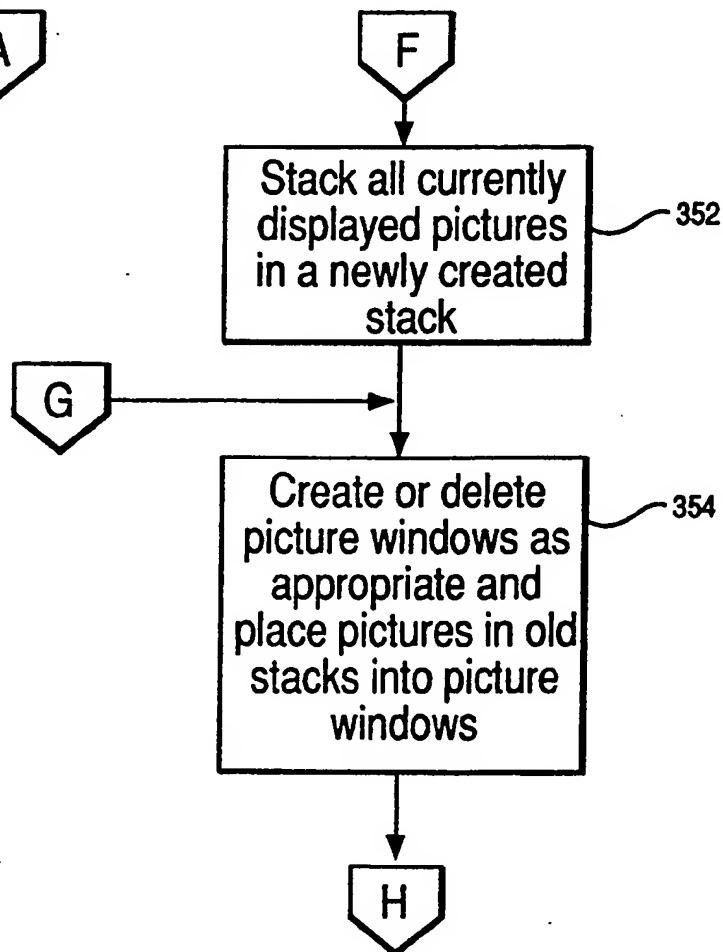 A
F
Stack all currently
displayed pictures
in a newly created
stack
352
G
Create or delete
picture windows as
appropriate and
place pictures in old
stacks into picture
windows
354
H